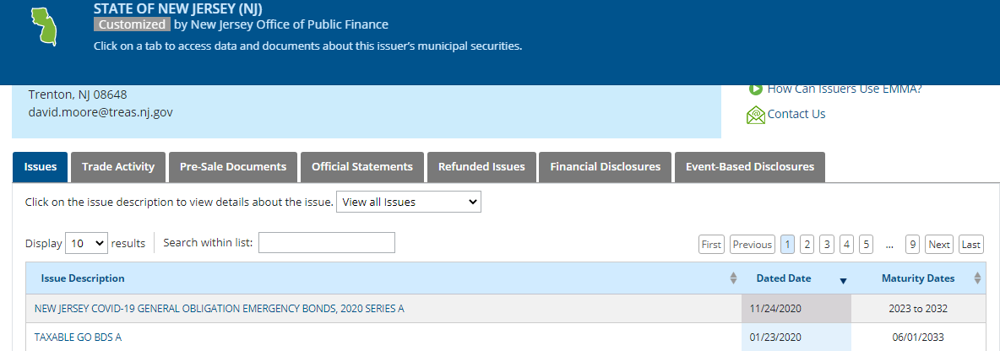 STATE OF NEW JERSEY (NJ)
Customized by New Jersey Office of Public Finance
Click on a tab to access data and documents about this issuer's municipal securities.
Trenton, NJ 08648
david.moore@treas.nj.gov
How Can Issuers Use EMMA?
Contact Us
Issues Trade Activity Pre-Sale Documents Official Statements Refunded Issues Financial Disclosures Event-Based Disclosures
Click on the issue description to view details about the issue. View all Issues
Display 10 results Search within list: First Previous 1 2 3 4 5 ... 9 Next Last
Issue Description Dated Date Maturity Dates
NEW JERSEY COVID-19 GENERAL OBLIGATION EMERGENCY BONDS, 2020 SERIES A 11/24/2020 2023 to 2032
TAXABLE GO BDS A 01/23/2020 06/01/2033